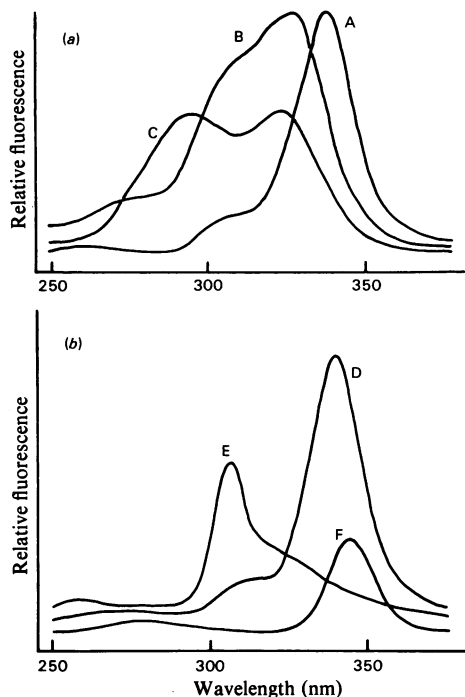 (a)
B
A
C
Relative fluorescence
250
300
350
(b)
D
E
F
Relative fluorescence
250
300
350
Wavelength (nm)